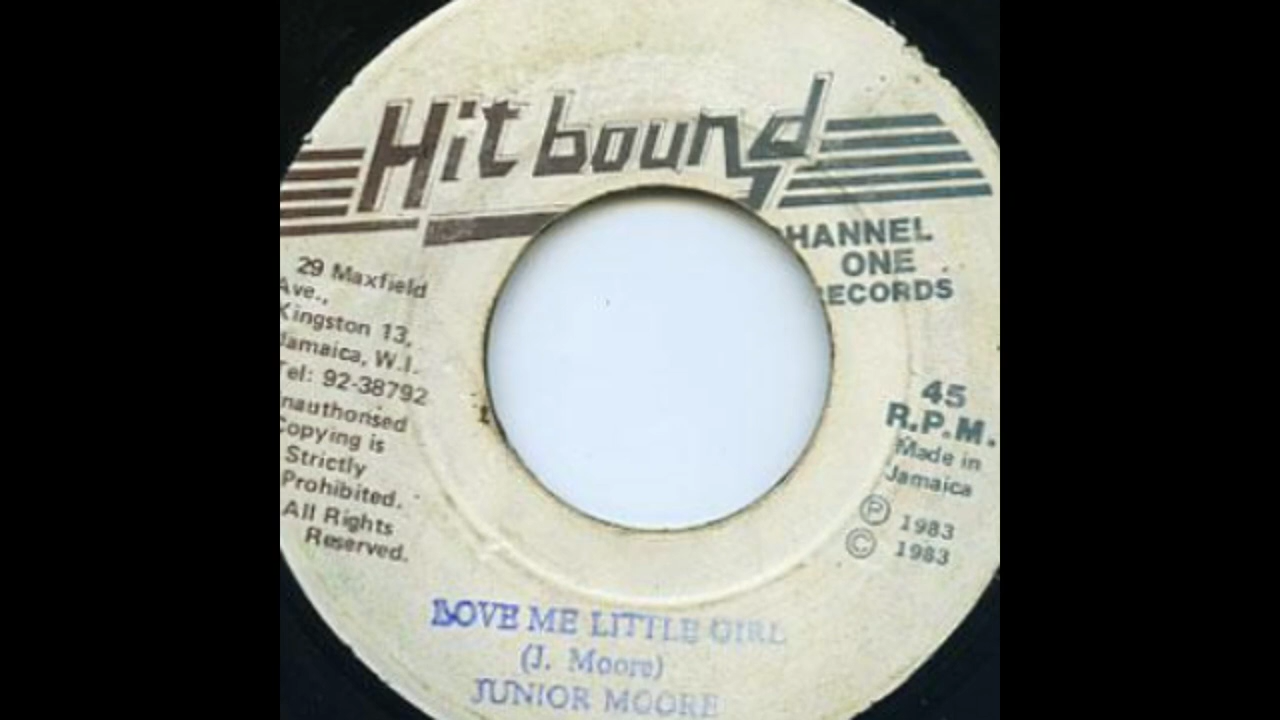 Hit bound
CHANNEL
ONE
RECORDS
29 Maxfield
Ave.,
Kingston 13,
Jamaica, W.I.
Tel: 92-38792
Unauthorised
Copying is
Strictly
Prohibited.
All Rights
Reserved.
45
R.P.M.
Made in
Jamaica
Ⓟ 1983
© 1983
LOVE ME LITTLE GIRL
(J. Moore)
JUNIOR MOORE